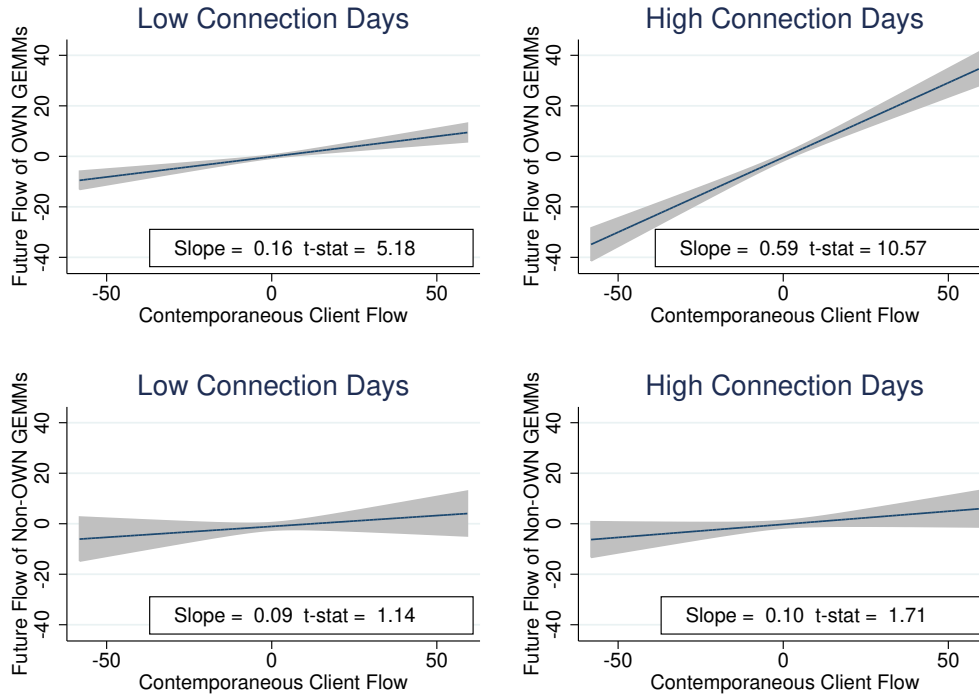 Low Connection Days
Future Flow of OWN GEMMs
40
20
0
-20
-40
Slope = 0.16 t-stat = 5.18
-50
0
50
Contemporaneous Client Flow
High Connection Days
Future Flow of OWN GEMMs
40
20
0
-20
-40
Slope = 0.59 t-stat = 10.57
-50
0
50
Contemporaneous Client Flow
Low Connection Days
Future Flow of Non-OWN GEMMs
40
20
0
-20
-40
Slope = 0.09 t-stat = 1.14
-50
0
50
Contemporaneous Client Flow
High Connection Days
Future Flow of Non-OWN GEMMs
40
20
0
-20
-40
Slope = 0.10 t-stat = 1.71
-50
0
50
Contemporaneous Client Flow